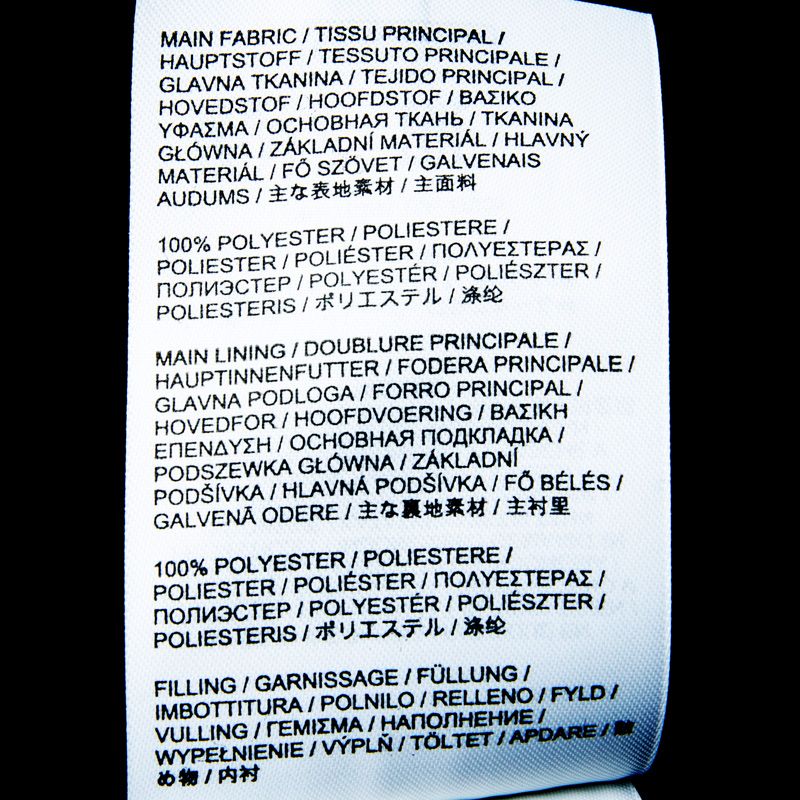 MAIN FABRIC / TISSU PRINCIPAL /
HAUPTSTOFF / TESSUTO PRINCIPALE /
GLAVNA TKANINA / TEJIDO PRINCIPAL /
HOVEDSTOF / HOOFDSTOF / ΒΑΣΙΚΟ
ΥΦΑΣΜΑ / ОСНОВНАЯ ТКАНЬ / TKANINA
GŁÓWNA / ZÁKLADNÍ MATERIÁL / HLAVNÝ
MATERIÁL / FŐ SZÖVET / GALVENAIS
AUDUMS / 主な表地素材 / 主面料
100% POLYESTER / POLIESTERE /
POLIESTER / POLIÉSTER / ΠΟΛΥΕΣΤΕΡΑΣ /
ПОЛИЭСТЕР / POLYESTÉR / POLIÉSZTER /
POLIESTERIS / ポリエステル / 涤纶
MAIN LINING / DOUBLURE PRINCIPALE /
HAUPTINNENFUTTER / FODERA PRINCIPALE /
GLAVNA PODLOGA / FORRO PRINCIPAL /
HOVEDFOR / HOOFDVOERING / ΒΑΣΙΚΗ
ΕΠΕΝΔΥΣΗ / ОСНОВНАЯ ПОДКЛАДКА /
PODSZEWKA GŁÓWNA / ZÁKLADNÍ
PODŠÍVKA / HLAVNÁ PODŠÍVKA / FŐ BÉLÉS /
GALVENĀ ODERE / 主な裏地素材 / 主衬里
100% POLYESTER / POLIESTERE /
POLIESTER / POLIÉSTER / ΠΟΛΥΕΣΤΕΡΑΣ /
ПОЛИЭСТЕР / POLYESTÉR / POLIÉSZTER /
POLIESTERIS / ポリエステル / 涤纶
FILLING / GARNISSAGE / FÜLLUNG /
IMBOTTITURA / POLNILO / RELLENO / FYLD /
VULLING / ΓΕΜΙΣΜΑ / НАПОЛНЕНИЕ /
WYPEŁNIENIE / VÝPLŇ / TÖLTET / APDARE /
め物 / 内衬